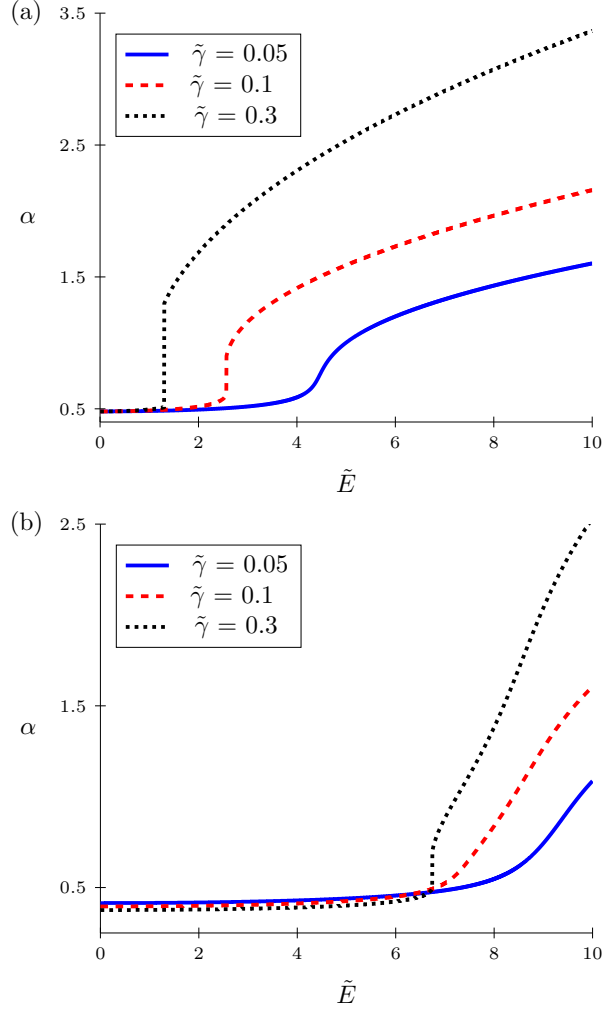 (a)
3.5
2.5
1.5
0.5
α
γ̃ = 0.05
γ̃ = 0.1
γ̃ = 0.3
0 2 4 6 8 10
Ẽ
(b)
2.5
1.5
0.5
α
γ̃ = 0.05
γ̃ = 0.1
γ̃ = 0.3
0 2 4 6 8 10
Ẽ